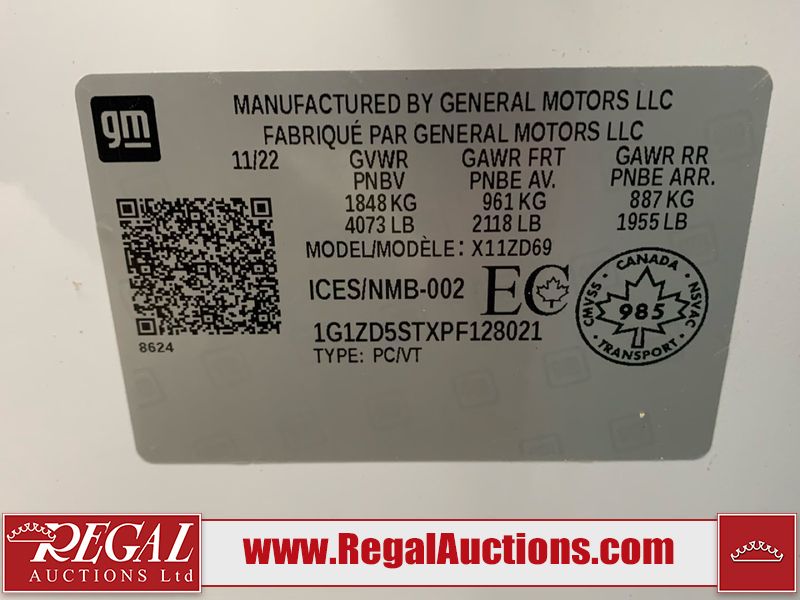 gm
MANUFACTURED BY GENERAL MOTORS LLC
FABRIQUÉ PAR GENERAL MOTORS LLC
11/22 GVWR GAWR FRT GAWR RR
PNBV PNBE AV. PNBE ARR.
1848 KG 961 KG 887 KG
4073 LB 2118 LB 1955 LB
MODEL/MODÈLE: X11ZD69
ICES/NMB-002 EC
1G1ZD5STXPF128021
TYPE: PC/VT
8624
CANADA
CMVSS 985 NSVAC
TRANSPORT
REGAL
AUCTIONS Ltd
www.RegalAuctions.com